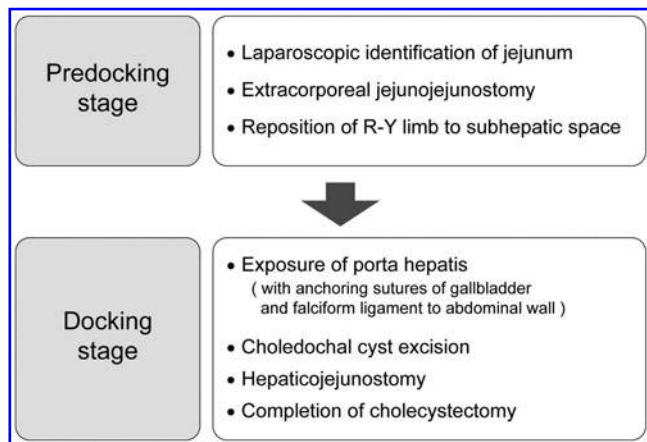 Predocking
stage
• Laparoscopic identification of jejunum
• Extracorporeal jejunojejunostomy
• Reposition of R-Y limb to subhepatic space
Docking
stage
• Exposure of porta hepatis
( with anchoring sutures of gallbladder
and falciform ligament to abdominal wall )
• Choledochal cyst excision
• Hepaticojejunostomy
• Completion of cholecystectomy